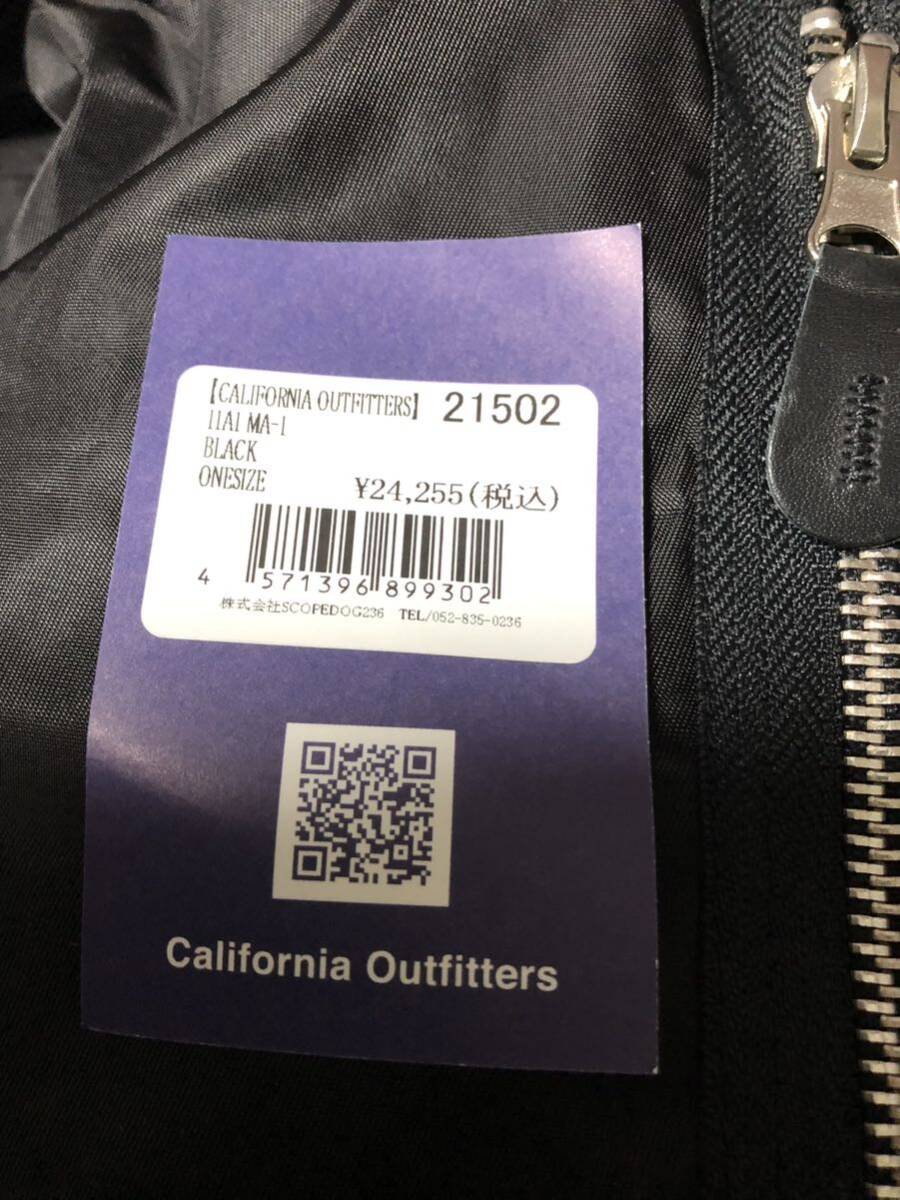 【CALIFORNIA OUTFITTERS】 21502
11A1 MA-1
BLACK
ONESIZE ¥24,255(税込)
4 571396 899302
株式会社SCOPEDOG236 TEL/052-835-0236
California Outfitters